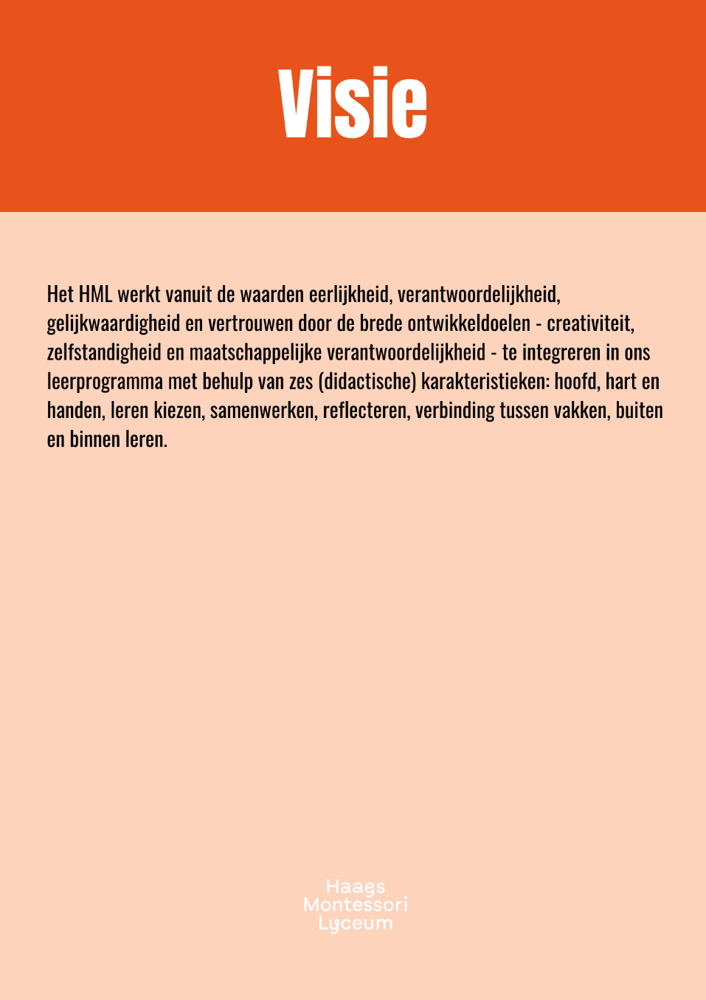 Visie
Het HML werkt vanuit de waarden eerlijkheid, verantwoordelijkheid,
gelijkwaardigheid en vertrouwen door de brede ontwikkeldoelen - creativiteit,
zelfstandigheid en maatschappelijke verantwoordelijkheid - te integreren in ons
leerprogramma met behulp van zes (didactische) karakteristieken: hoofd, hart en
handen, leren kiezen, samenwerken, reflecteren, verbinding tussen vakken, buiten
en binnen leren.
Haags
Montessori
Lyceum